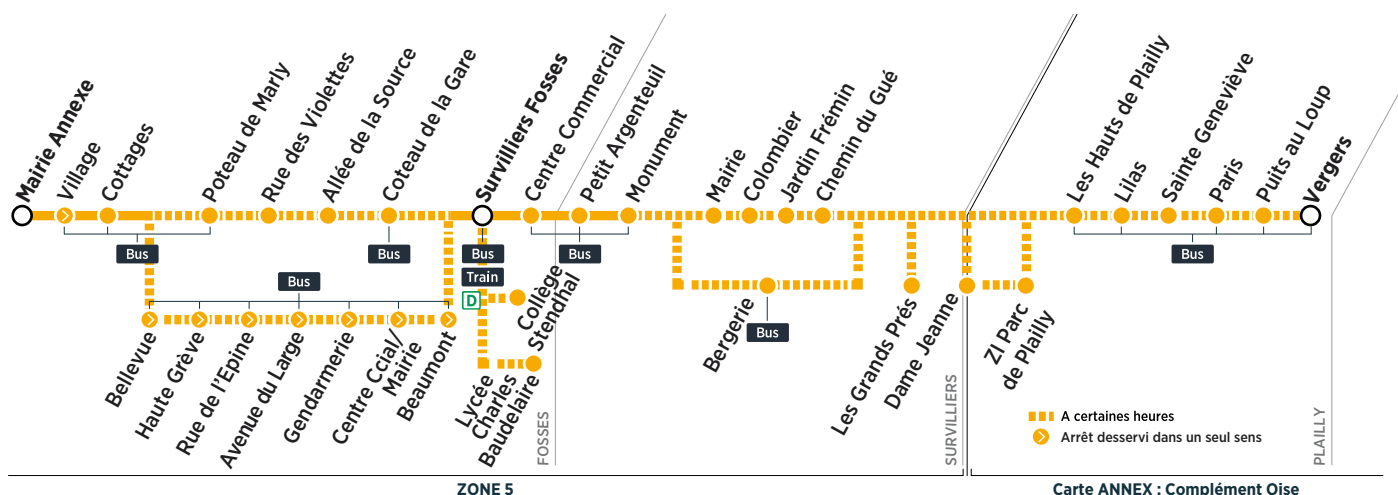 Mairie Annexe
Village
Cottages
Poteau de Marly
Rue des Violettes
Allée de la Source
Coteau de la Gare
Survilliers Fosses
Centre Commercial
Petit Argenteuil
Monument
Mairie
Colombier
Jardin Frémin
Chemin du Gué
Les Hauts de Plailly
Lilas
Sainte Geneviève
Paris
Puits au Loup
Vergers
Bus
Bus
Bus
Bus
Bus
Train
D
Bus
Bellevue
Haute Grève
Rue de l'Epine
Avenue du Large
Gendarmerie
Centre Ccial/
Mairie
Beaumont
Collège
Stendhal
Lycée
Charles
Baudelaire
Bergerie
Bus
Les Grands Prés
Dame Jeanne
ZI Parc
de Plailly
FOSSES
SURVILLIERS
PLAILLY
A certaines heures
Arrêt desservi dans un seul sens
ZONE 5
Carte ANNEX : Complément Oise